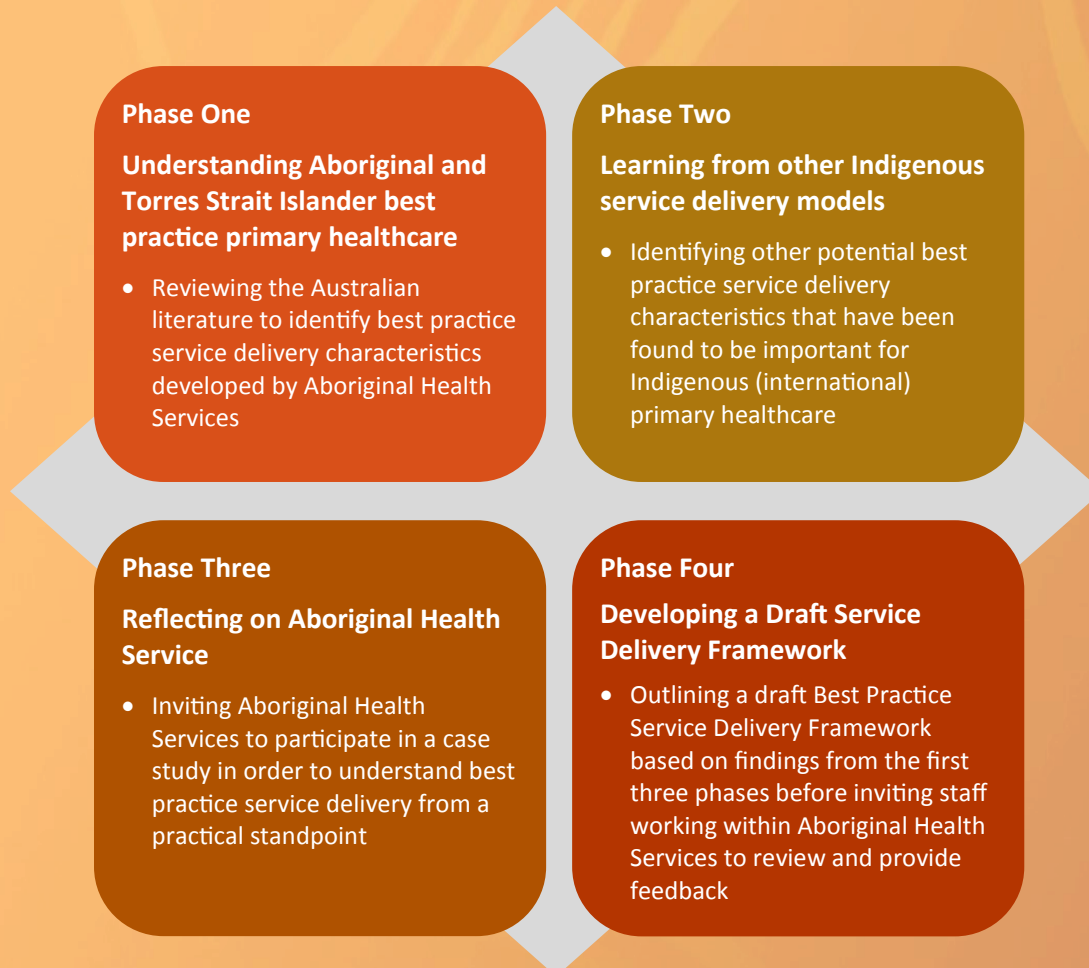 Phase One
Understanding Aboriginal and
Torres Strait Islander best
practice primary healthcare
• Reviewing the Australian
literature to identify best practice
service delivery characteristics
developed by Aboriginal Health
Services
Phase Two
Learning from other Indigenous
service delivery models
• Identifying other potential best
practice service delivery
characteristics that have been
found to be important for
Indigenous (international)
primary healthcare
Phase Three
Reflecting on Aboriginal Health
Service
• Inviting Aboriginal Health
Services to participate in a case
study in order to understand best
practice service delivery from a
practical standpoint
Phase Four
Developing a Draft Service
Delivery Framework
• Outlining a draft Best Practice
Service Delivery Framework
based on findings from the first
three phases before inviting staff
working within Aboriginal Health
Services to review and provide
feedback